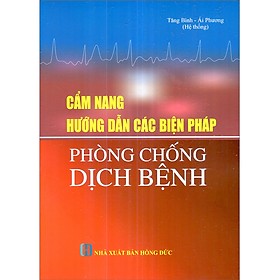 Tăng Bình - Ái Phương
(Hệ thống)
CẨM NANG
HƯỚNG DẪN CÁC BIỆN PHÁP
PHÒNG CHỐNG
DỊCH BỆNH
NHÀ XUẤT BẢN HỒNG ĐỨC